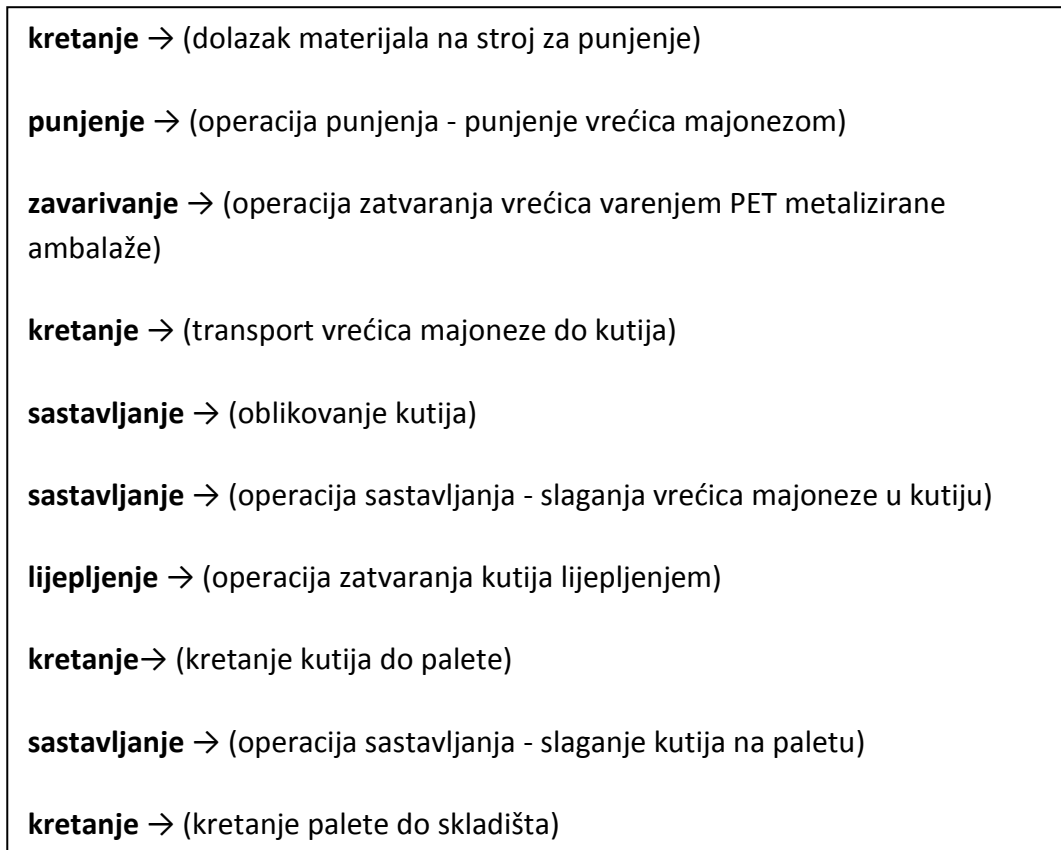 kretanje → (dolazak materijala na stroj za punjenje)
punjenje → (operacija punjenja - punjenje vrećica majonezom)
zavarivanje → (operacija zatvaranja vrećica varenjem PET metalizirane
ambalaže)
kretanje → (transport vrećica majoneze do kutija)
sastavljanje → (oblikovanje kutija)
sastavljanje → (operacija sastavljanja - slaganja vrećica majoneze u kutiju)
lijepljenje → (operacija zatvaranja kutija lijepljenjem)
kretanje→ (kretanje kutija do palete)
sastavljanje → (operacija sastavljanja - slaganje kutija na paletu)
kretanje → (kretanje palete do skladišta)